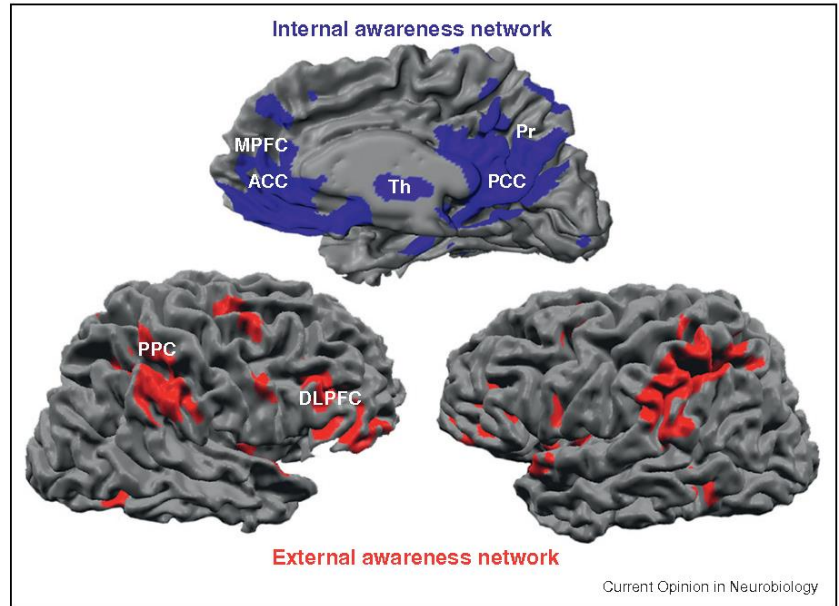 Internal awareness network
MPFC
Pr
ACC
Th
PCC
PPC
DLPFC
External awareness network
Current Opinion in Neurobiology